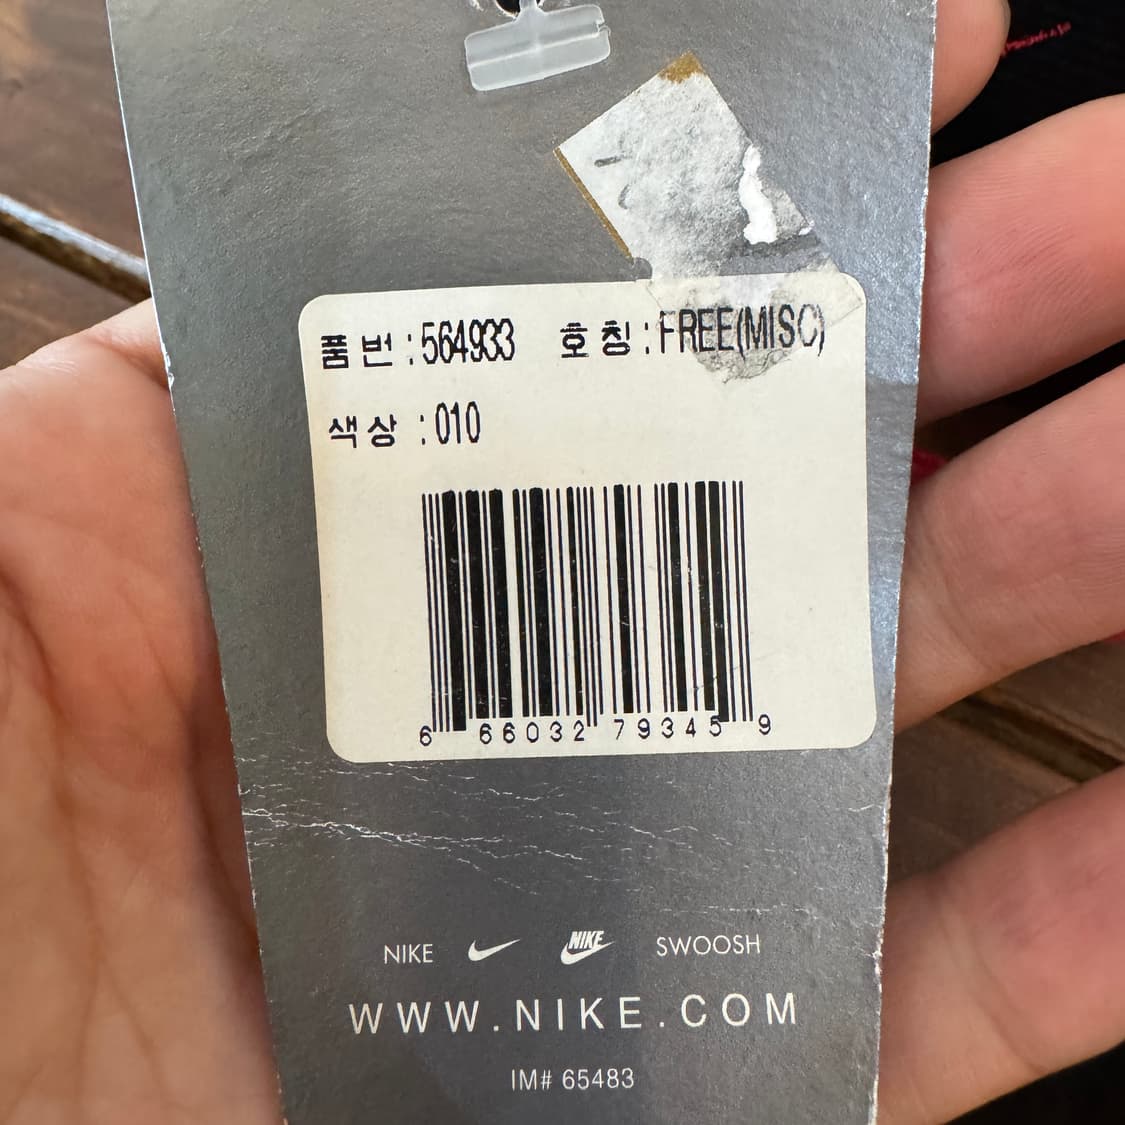 품번 :564933 호칭 :FREE(MISC)
색상 :010
6 66032 79345 9
NIKE NIKE SWOOSH
WWW.NIKE.COM
IM# 65483